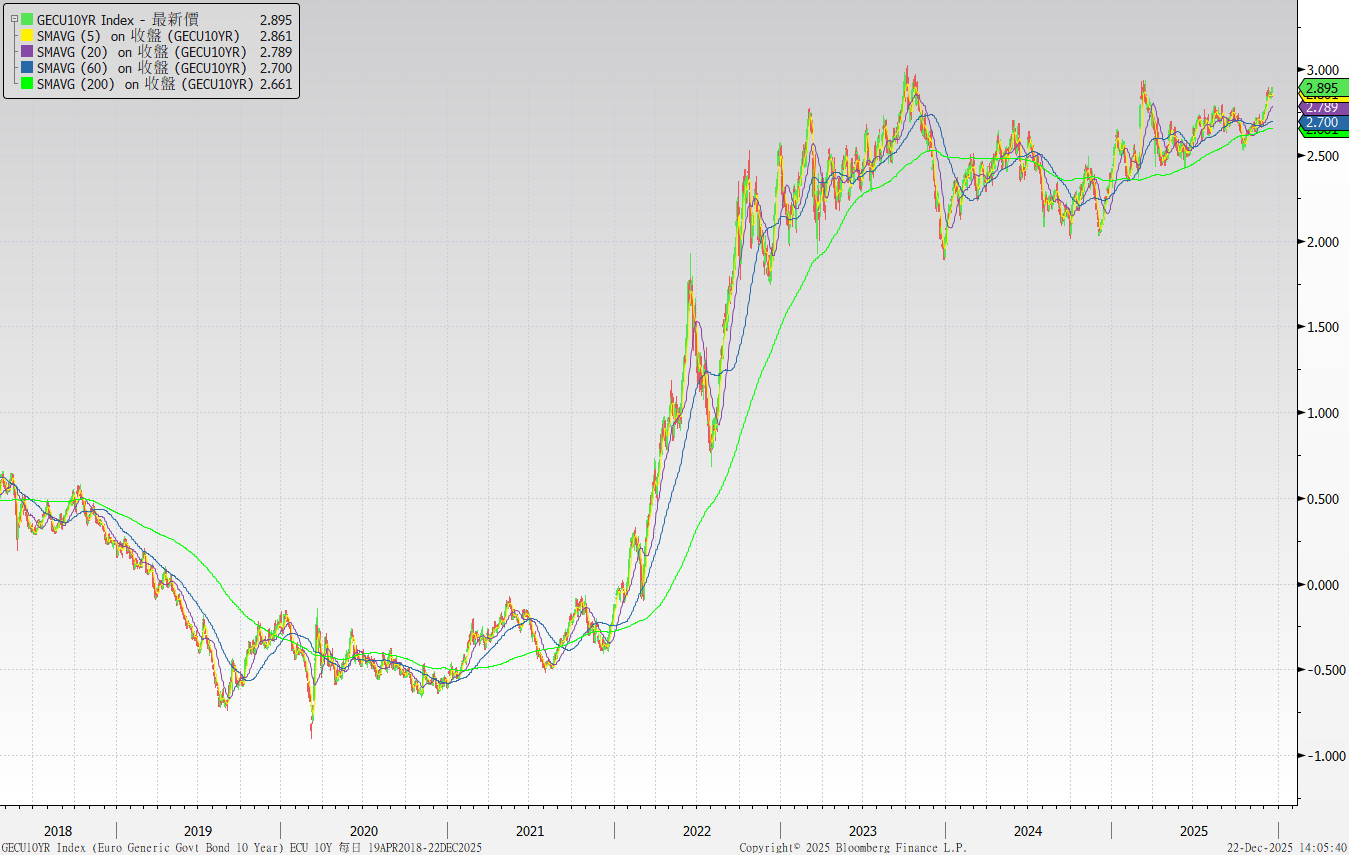 GECU10YR Index - 最新價 2.895
SMAVG (5) on 收盤 (GECU10YR) 2.861
SMAVG (20) on 收盤 (GECU10YR) 2.789
SMAVG (60) on 收盤 (GECU10YR) 2.700
SMAVG (200) on 收盤 (GECU10YR) 2.661
3.000
2.895
2.789
2.700
2.500
2.000
1.500
1.000
0.500
0.000
-0.500
-1.000
2018 2019 2020 2021 2022 2023 2024 2025
GECU10YR Index (Euro Generic Govt Bond 10 Year) ECU 10Y 每日 19APR2018-22DEC2025 Copyright© 2025 Bloomberg Finance L.P. 22-Dec-2025 14:05:40